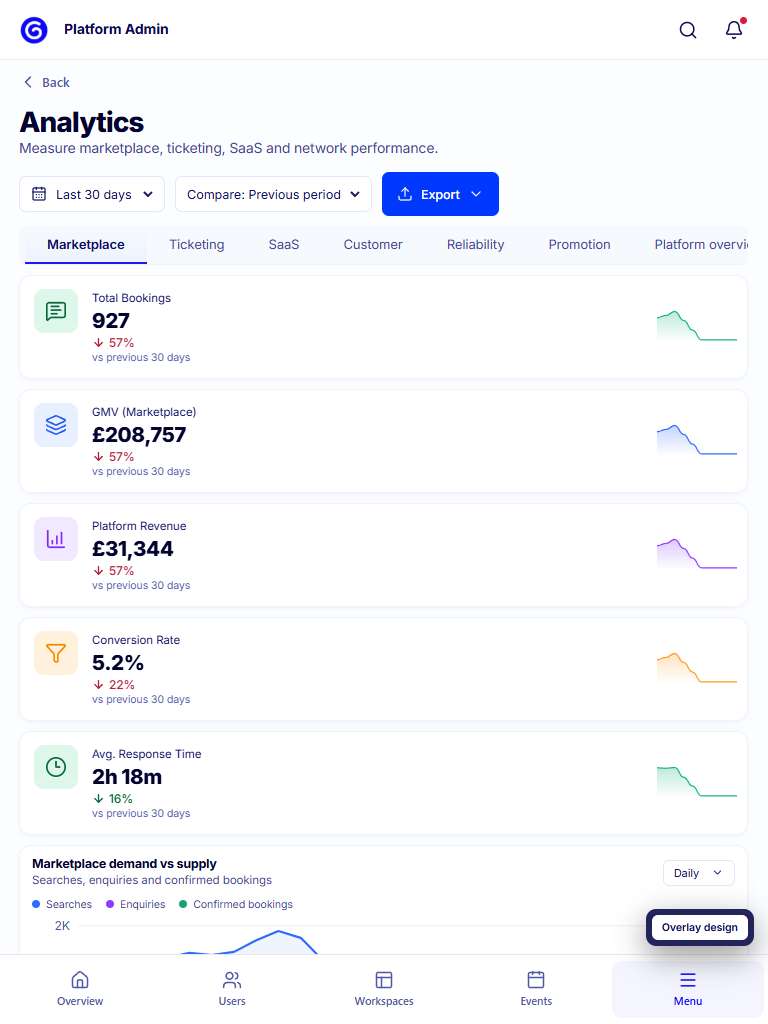 Platform Admin
Back
Analytics
Measure marketplace, ticketing, SaaS and network performance.
Last 30 days
Compare: Previous period
Export
Marketplace Ticketing SaaS Customer Reliability Promotion Platform overvi
Total Bookings
927
57%
vs previous 30 days
GMV (Marketplace)
£208,757
57%
vs previous 30 days
Platform Revenue
£31,344
57%
vs previous 30 days
Conversion Rate
5.2%
22%
vs previous 30 days
Avg. Response Time
2h 18m
16%
vs previous 30 days
Marketplace demand vs supply
Searches, enquiries and confirmed bookings
Daily
Searches Enquiries Confirmed bookings
2K
Overlay design
Overview Users Workspaces Events Menu